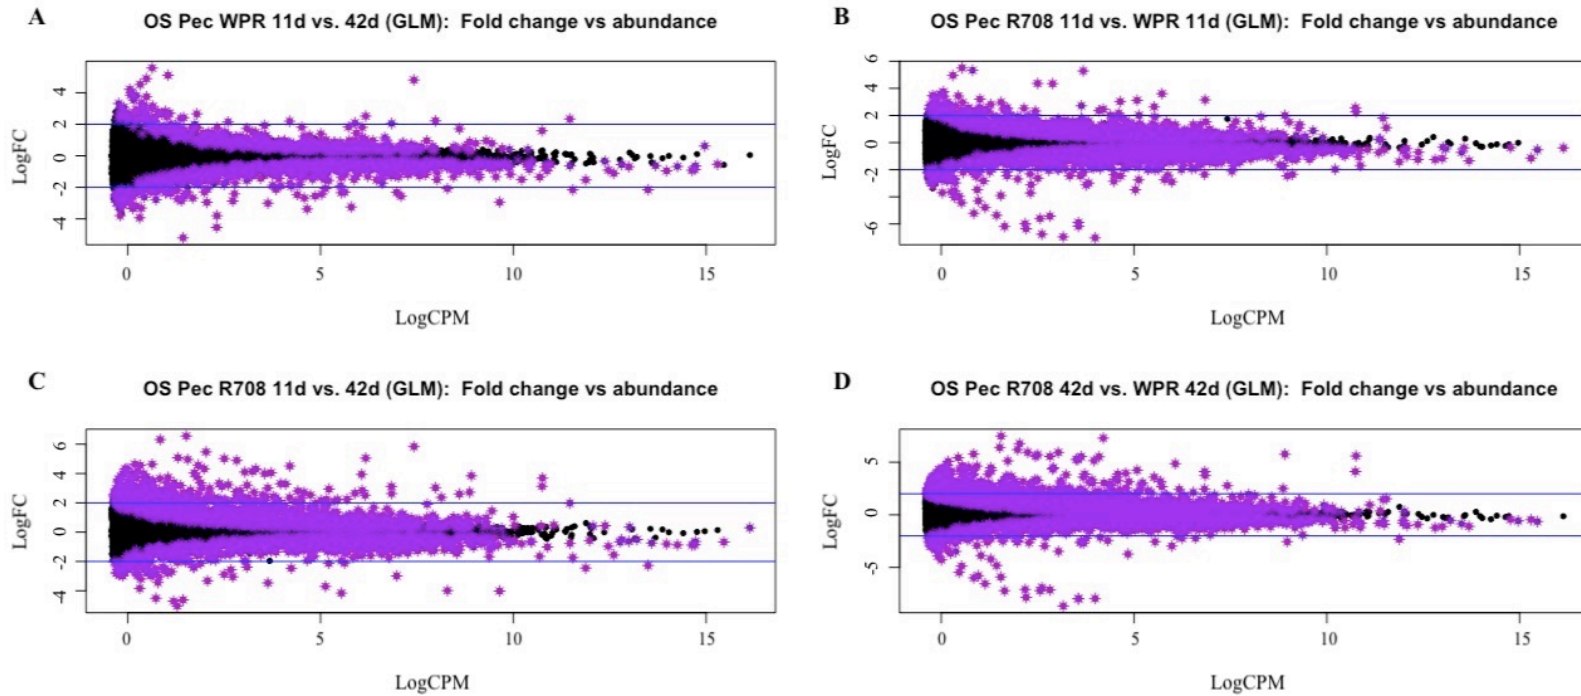 A
OS Pec WPR 11d vs. 42d (GLM):  Fold change vs abundance
LogFC
4
2
0
-2
-4
0
5
10
15
LogCPM
B
OS Pec R708 11d vs. WPR 11d (GLM):  Fold change vs abundance
LogFC
6
4
2
0
-2
-6
0
5
10
15
LogCPM
C
OS Pec R708 11d vs. 42d (GLM):  Fold change vs abundance
LogFC
6
4
2
0
-2
-4
0
5
10
15
LogCPM
D
OS Pec R708 42d vs. WPR 42d (GLM):  Fold change vs abundance
LogFC
5
0
-5
0
5
10
15
LogCPM